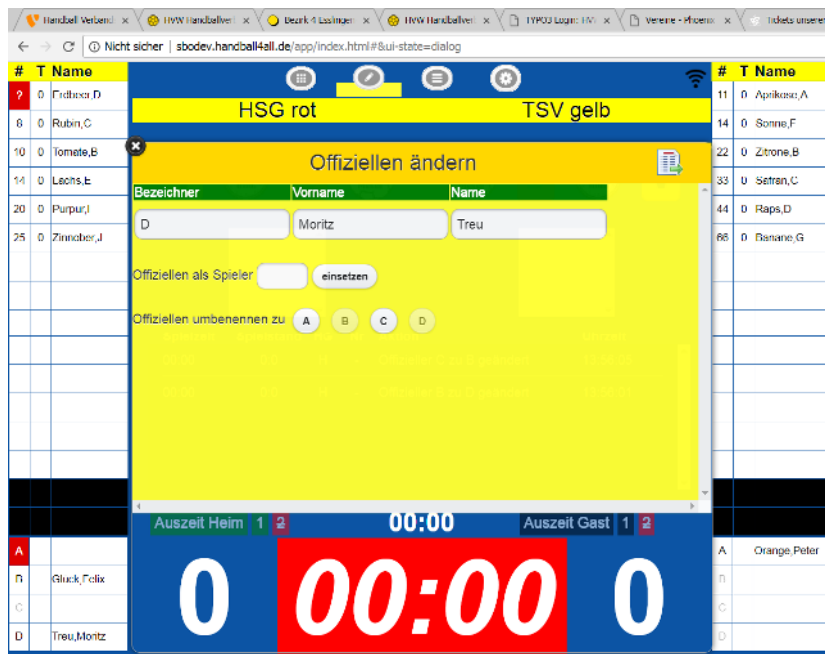 Handball Verband
HVW Handballver
Bezirk 4 Esslingen
HVW Handballver
TYPO3 Login: HV
Vereine - Phoenix
Tickets unserer
Nicht sicher | sbodev.handball4all.de/app/index.html#&ui-state=dialog
# T Name
? 0 Erdbeer,D
8 0 Rubin,C
10 0 Tomate,B
14 0 Lachs,E
20 0 Purpur,I
25 0 Zinnober,J
A
B Gluck,Felix
C
D Treu,Moritz
HSG rot TSV gelb
Offiziellen ändern
Bezeichner Vorname Name
D Moritz Treu
Offiziellen als Spieler einsetzen
Offiziellen umbenennen zu A B C D
Auszeit Heim 1 2 00:00 Auszeit Gast 1 2
0 00:00 0
# T Name
11 0 Aprikose,A
14 0 Sonne,F
22 0 Zitrone,B
33 0 Safran,C
44 0 Raps,D
66 0 Banane,G
A Orange,Peter
B
C
D